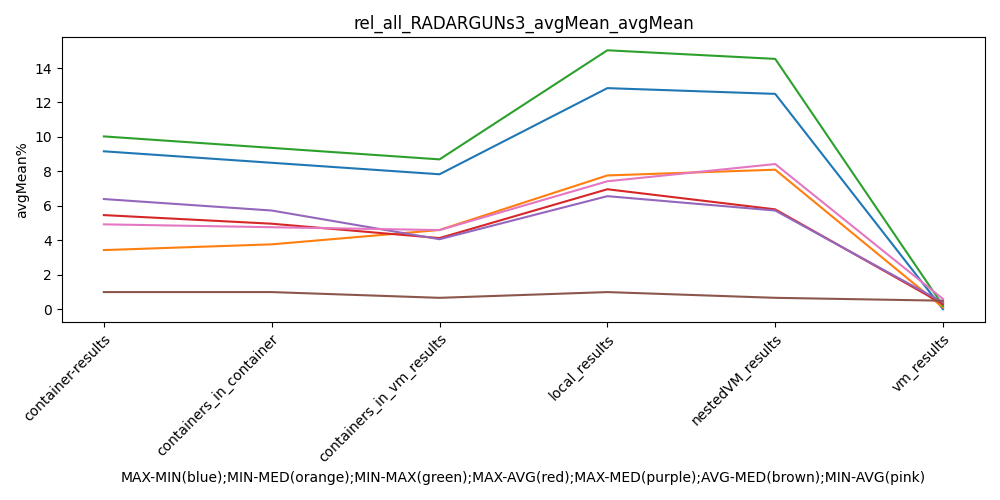 rel_all_RADARGUNs3_avgMean_avgMean
avgMean%
14
12
10
8
6
4
2
0
container-results
containers_in_container
containers_in_vm_results
local_results
nestedVM_results
vm_results
MAX-MIN(blue);MIN-MED(orange);MIN-MAX(green);MAX-AVG(red);MAX-MED(purple);AVG-MED(brown);MIN-AVG(pink)